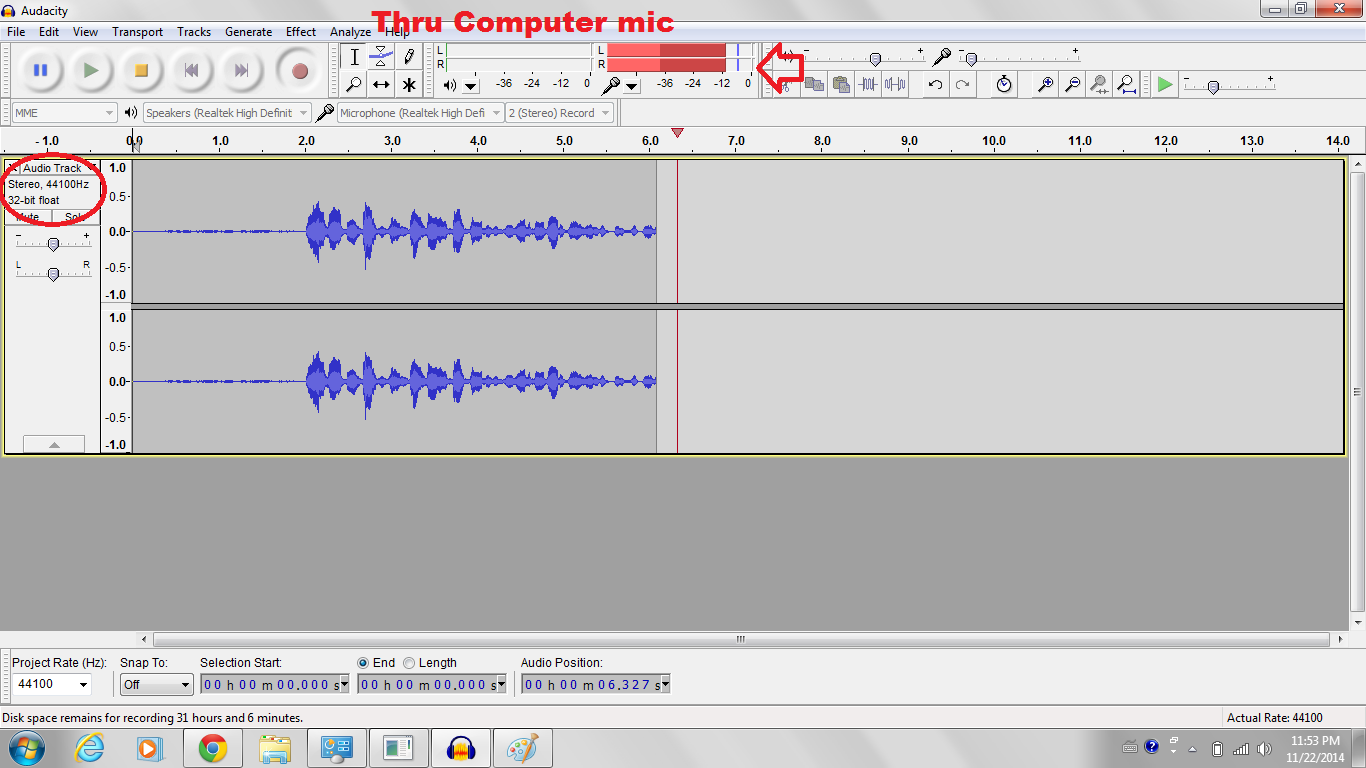 Audacity
Thru Computer mic
File Edit View Transport Tracks Generate Effect Analyze Help
L
R
-36 -24 -12 0
L
R
-36 -24 -12 0
- + - +
- +
MME Speakers (Realtek High Definit Microphone (Realtek High Defi 2 (Stereo) Record
-1.0 0.0 1.0 2.0 3.0 4.0 5.0 6.0 7.0 8.0 9.0 10.0 11.0 12.0 13.0 14.0
X Audio Track
Stereo, 44100Hz
32-bit float
Mute Solo
- +
L R
1.0
0.5-
0.0-
-0.5-
-1.0
1.0
0.5-
0.0-
-0.5-
-1.0
Project Rate (Hz): Snap To: Selection Start: End Length Audio Position:
44100 Off 00 h 00 m 00.000 s 00 h 00 m 00.000 s 00 h 00 m 06.327 s
Disk space remains for recording 31 hours and 6 minutes. Actual Rate: 44100
11:53 PM
11/22/2014